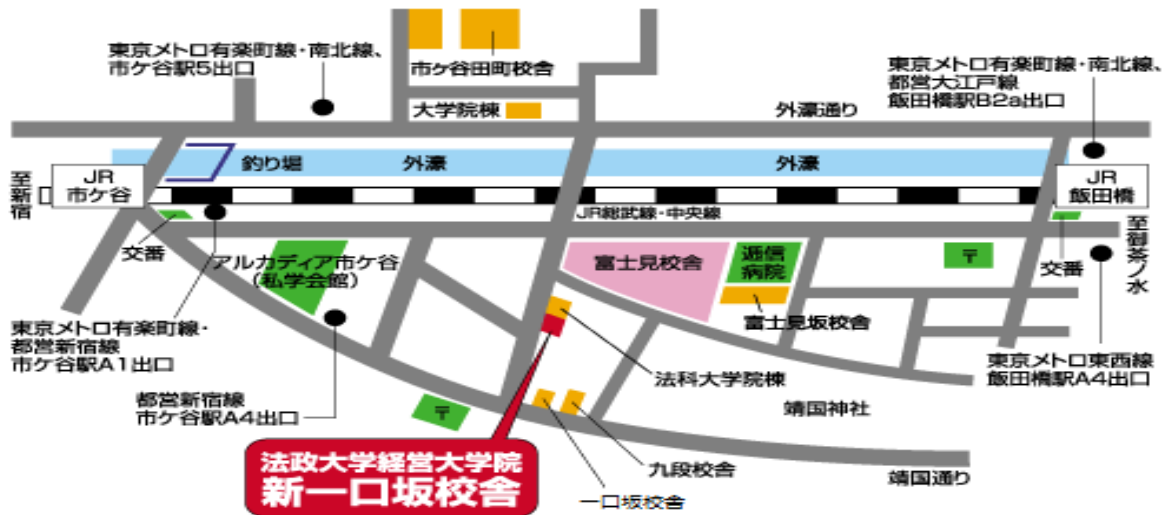 東京メトロ有楽町線・南北線、
市ケ谷駅5出口
市ケ谷田町校舎
大学院棟
外濠通り
東京メトロ有楽町線・南北線、
都営大江戸線
飯田橋駅B2a出口
釣り堀
外濠
外濠
至新宿
JR
市ケ谷
JR
飯田橋
JR総武線・中央線
至御茶ノ水
交番
アルカディア市ケ谷
(私学会館)
富士見校舎
逓信
病院
〒
交番
富士見坂校舎
東京メトロ有楽町線・
都営新宿線
市ケ谷駅A1出口
法科大学院棟
東京メトロ東西線
飯田橋駅A4出口
都営新宿線
市ケ谷駅A4出口
〒
靖国神社
法政大学経営大学院
新一口坂校舎
九段校舎
一口坂校舎
靖国通り